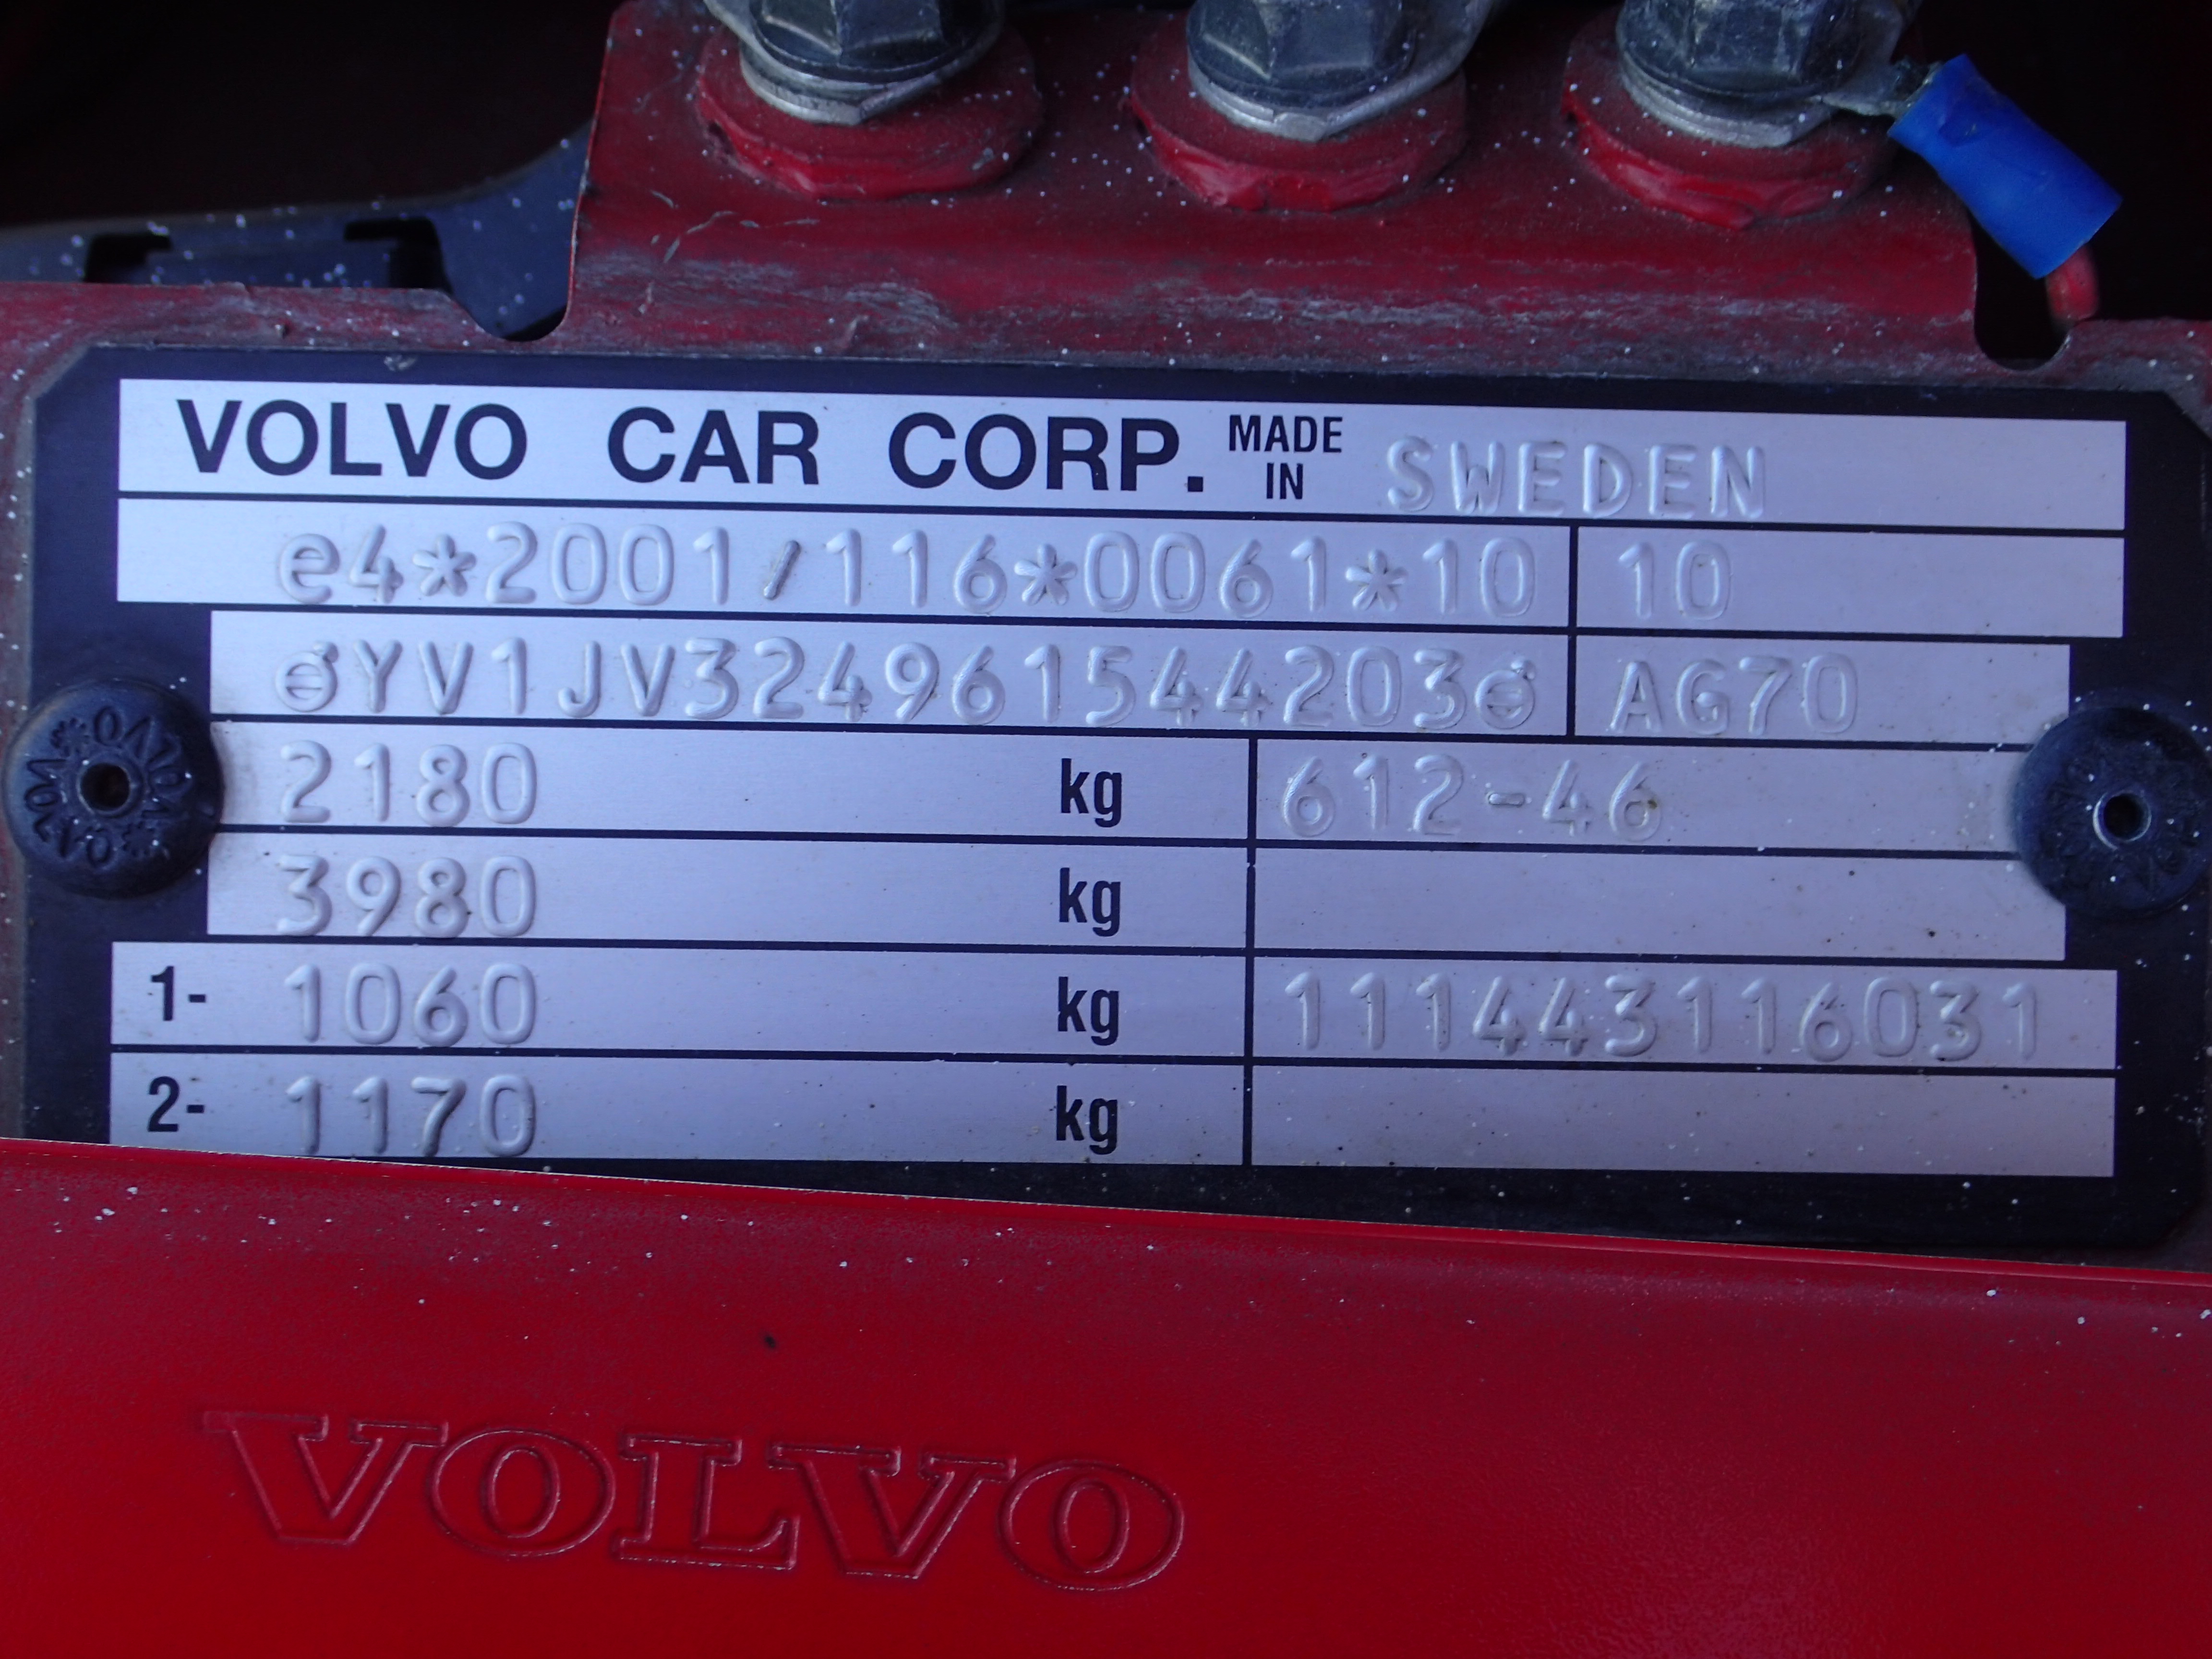 VOLVO CAR CORP. MADE IN SWEDEN
e4*2001/116*0061*10 10
YV1JV324961544203 AG70
2180 kg 612-46
3980 kg
1- 1060 kg 111443116031
2- 1170 kg
VOLVO